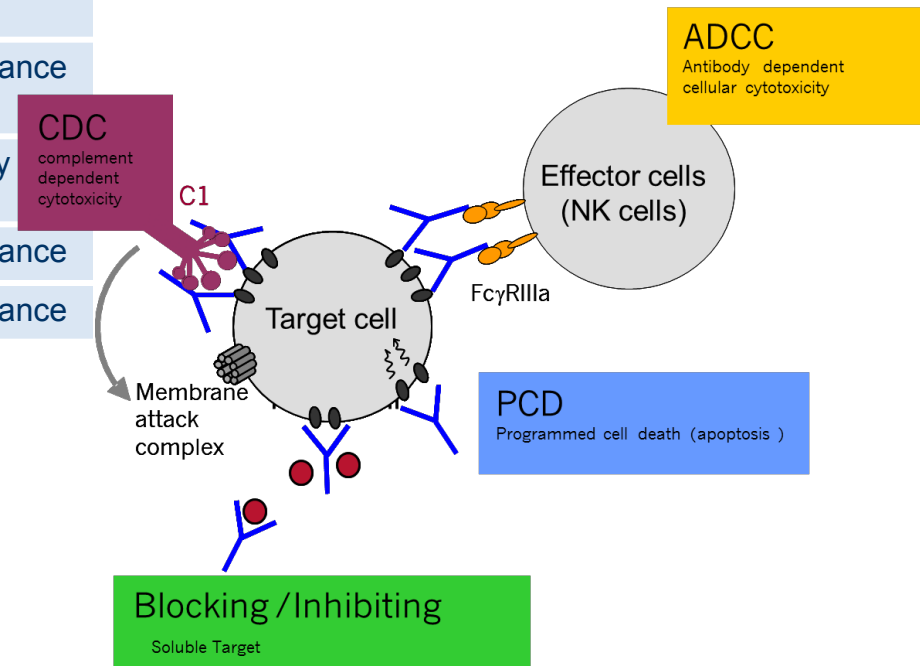 ance
y
ance
ance
CDC
complement
dependent
cytotoxicity
C1
ADCC
Antibody dependent
cellular cytotoxicity
Effector cells
(NK cells)
FcγRIIIa
Target cell
Membrane
attack
complex
PCD
Programmed cell death (apoptosis )
Blocking /Inhibiting
Soluble Target